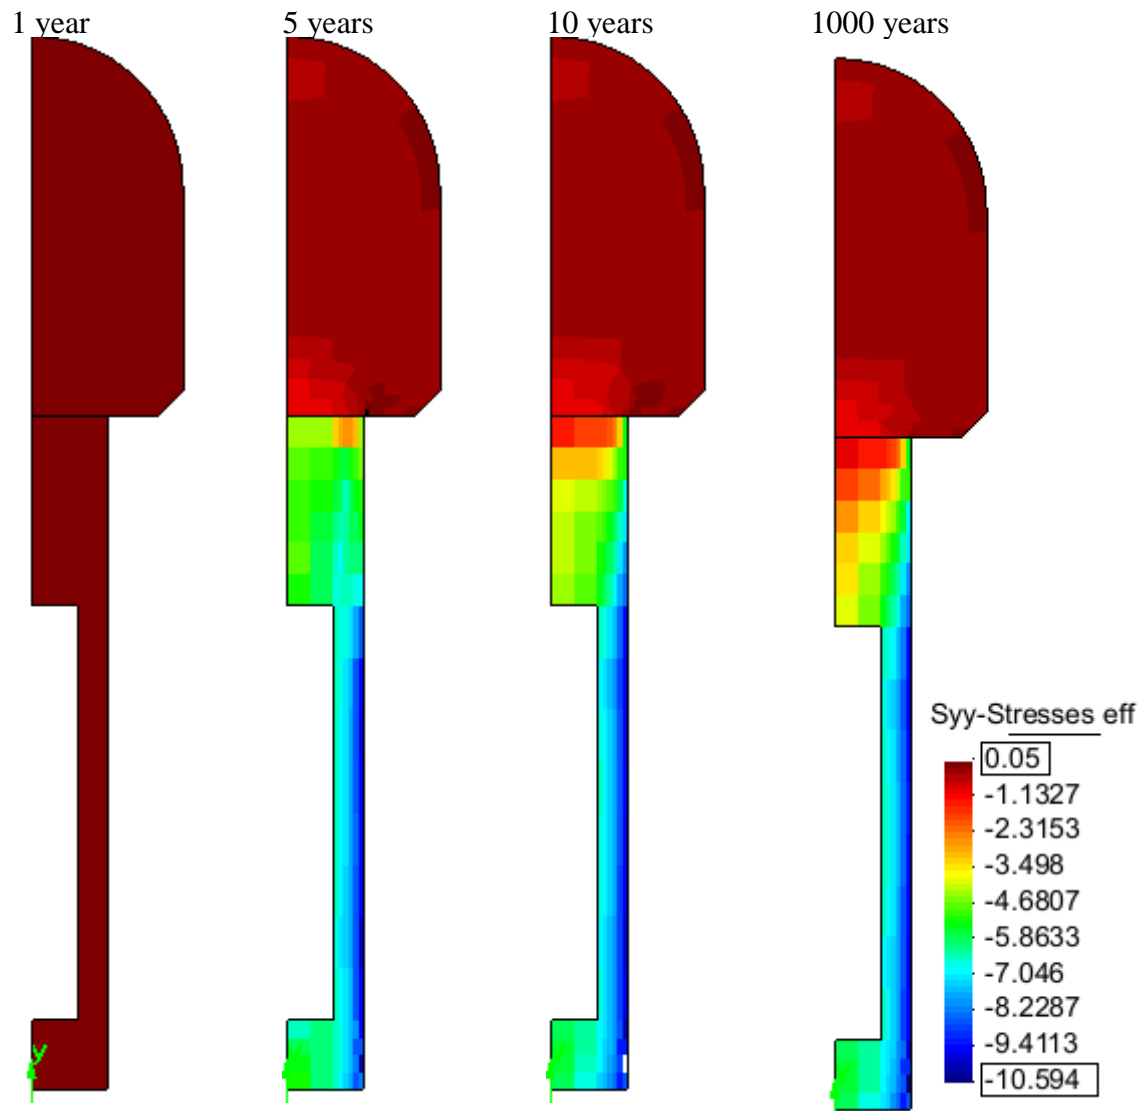 1 year
5 years
10 years
1000 years
Syy-Stresses eff
0.05
-1.1327
-2.3153
-3.498
-4.6807
-5.8633
-7.046
-8.2287
-9.4113
-10.594
y